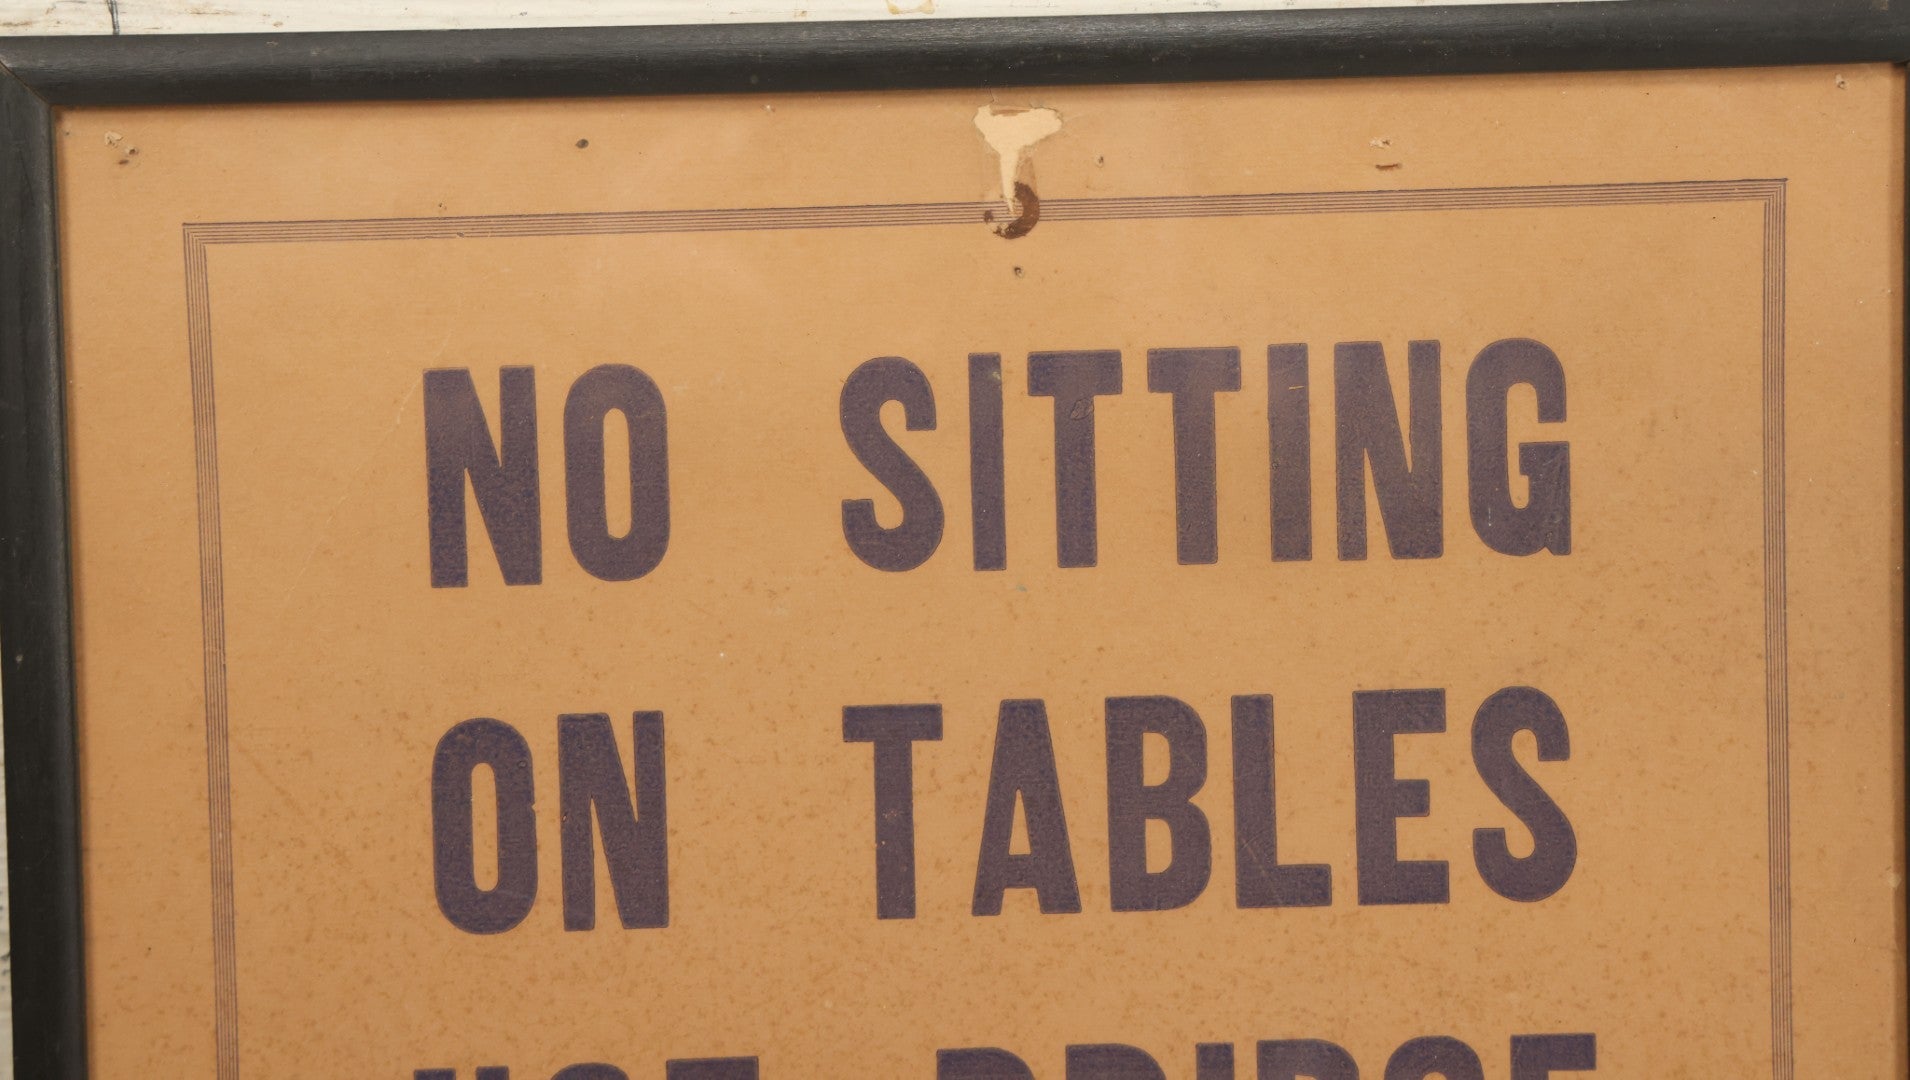 NO SITTING
ON TABLES